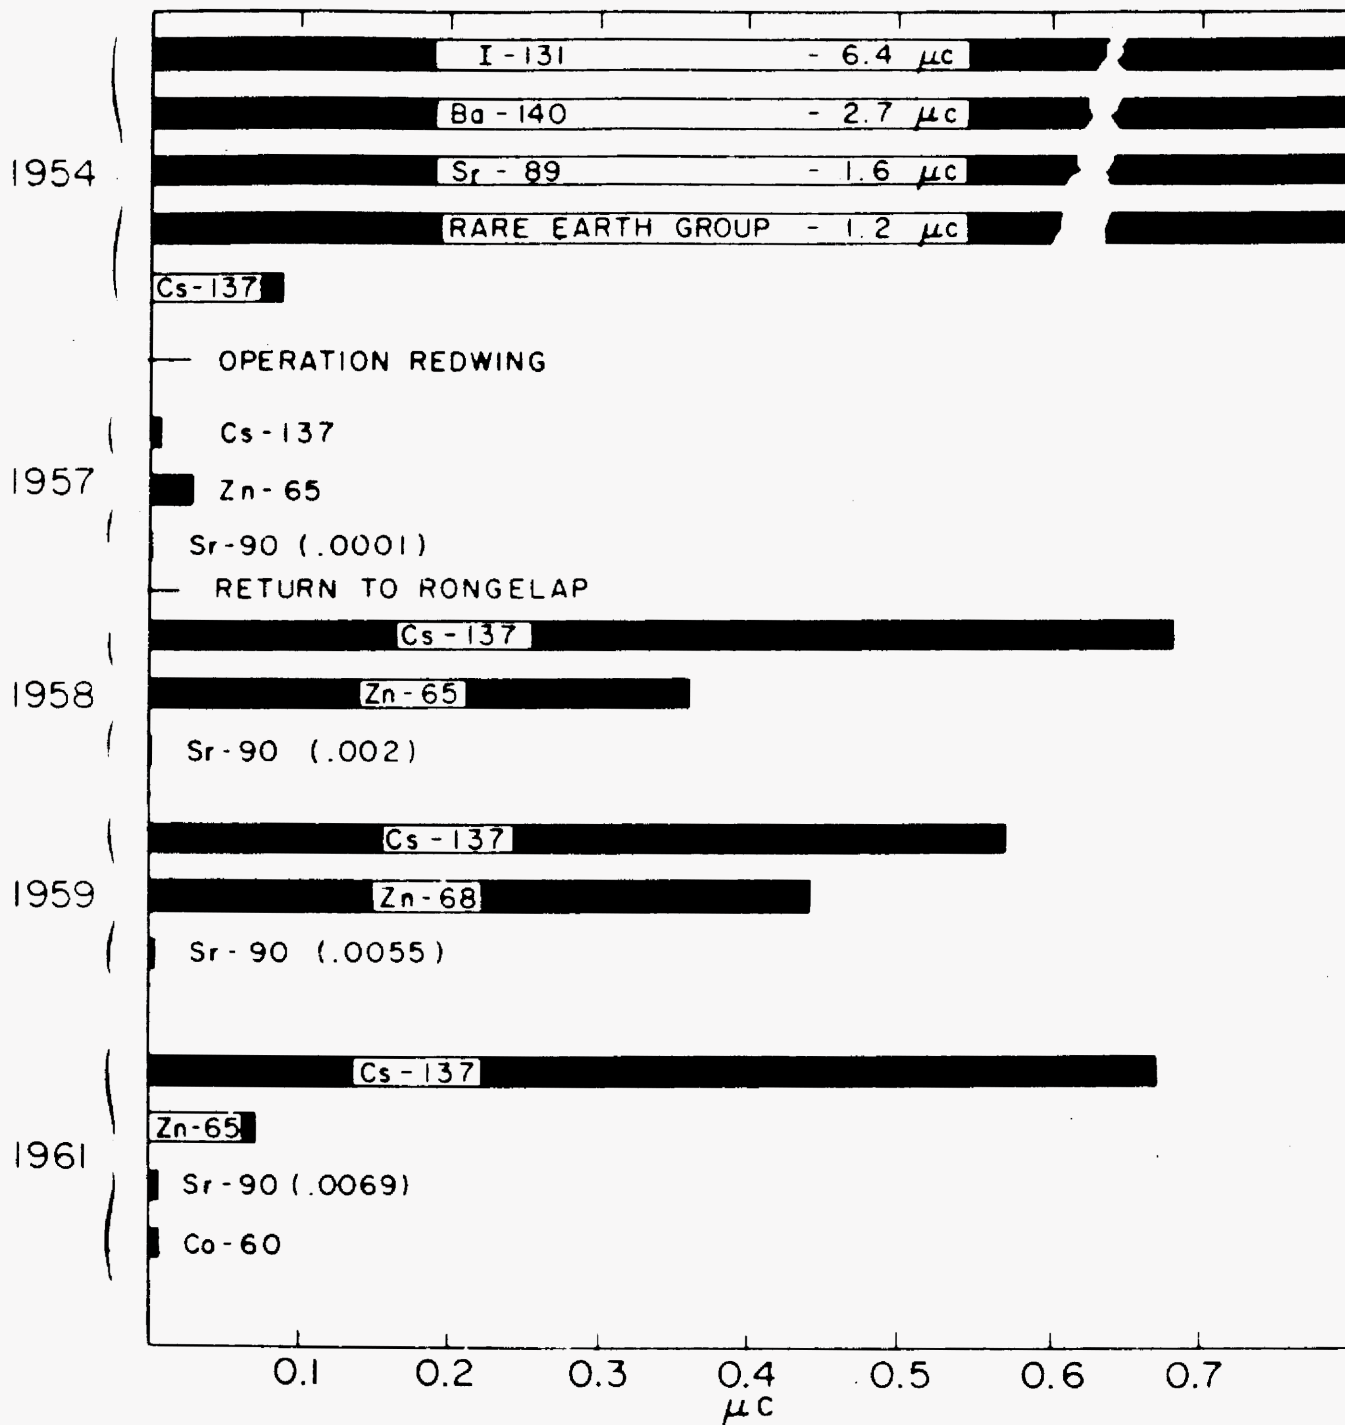 I-131 - 6.4 μc
Ba-140 - 2.7 μc
1954
Sr-89 - 1.6 μc
RARE EARTH GROUP - 1.2 μc
Cs-137
OPERATION REDWING
Cs-137
1957
Zn-65
Sr-90 (.0001)
RETURN TO RONGELAP
Cs-137
1958
Zn-65
Sr-90 (.002)
Cs-137
1959
Zn-68
Sr-90 (.0055)
Cs-137
Zn-65
1961
Sr-90 (.0069)
Co-60
0.1 0.2 0.3 0.4 0.5 0.6 0.7
μc